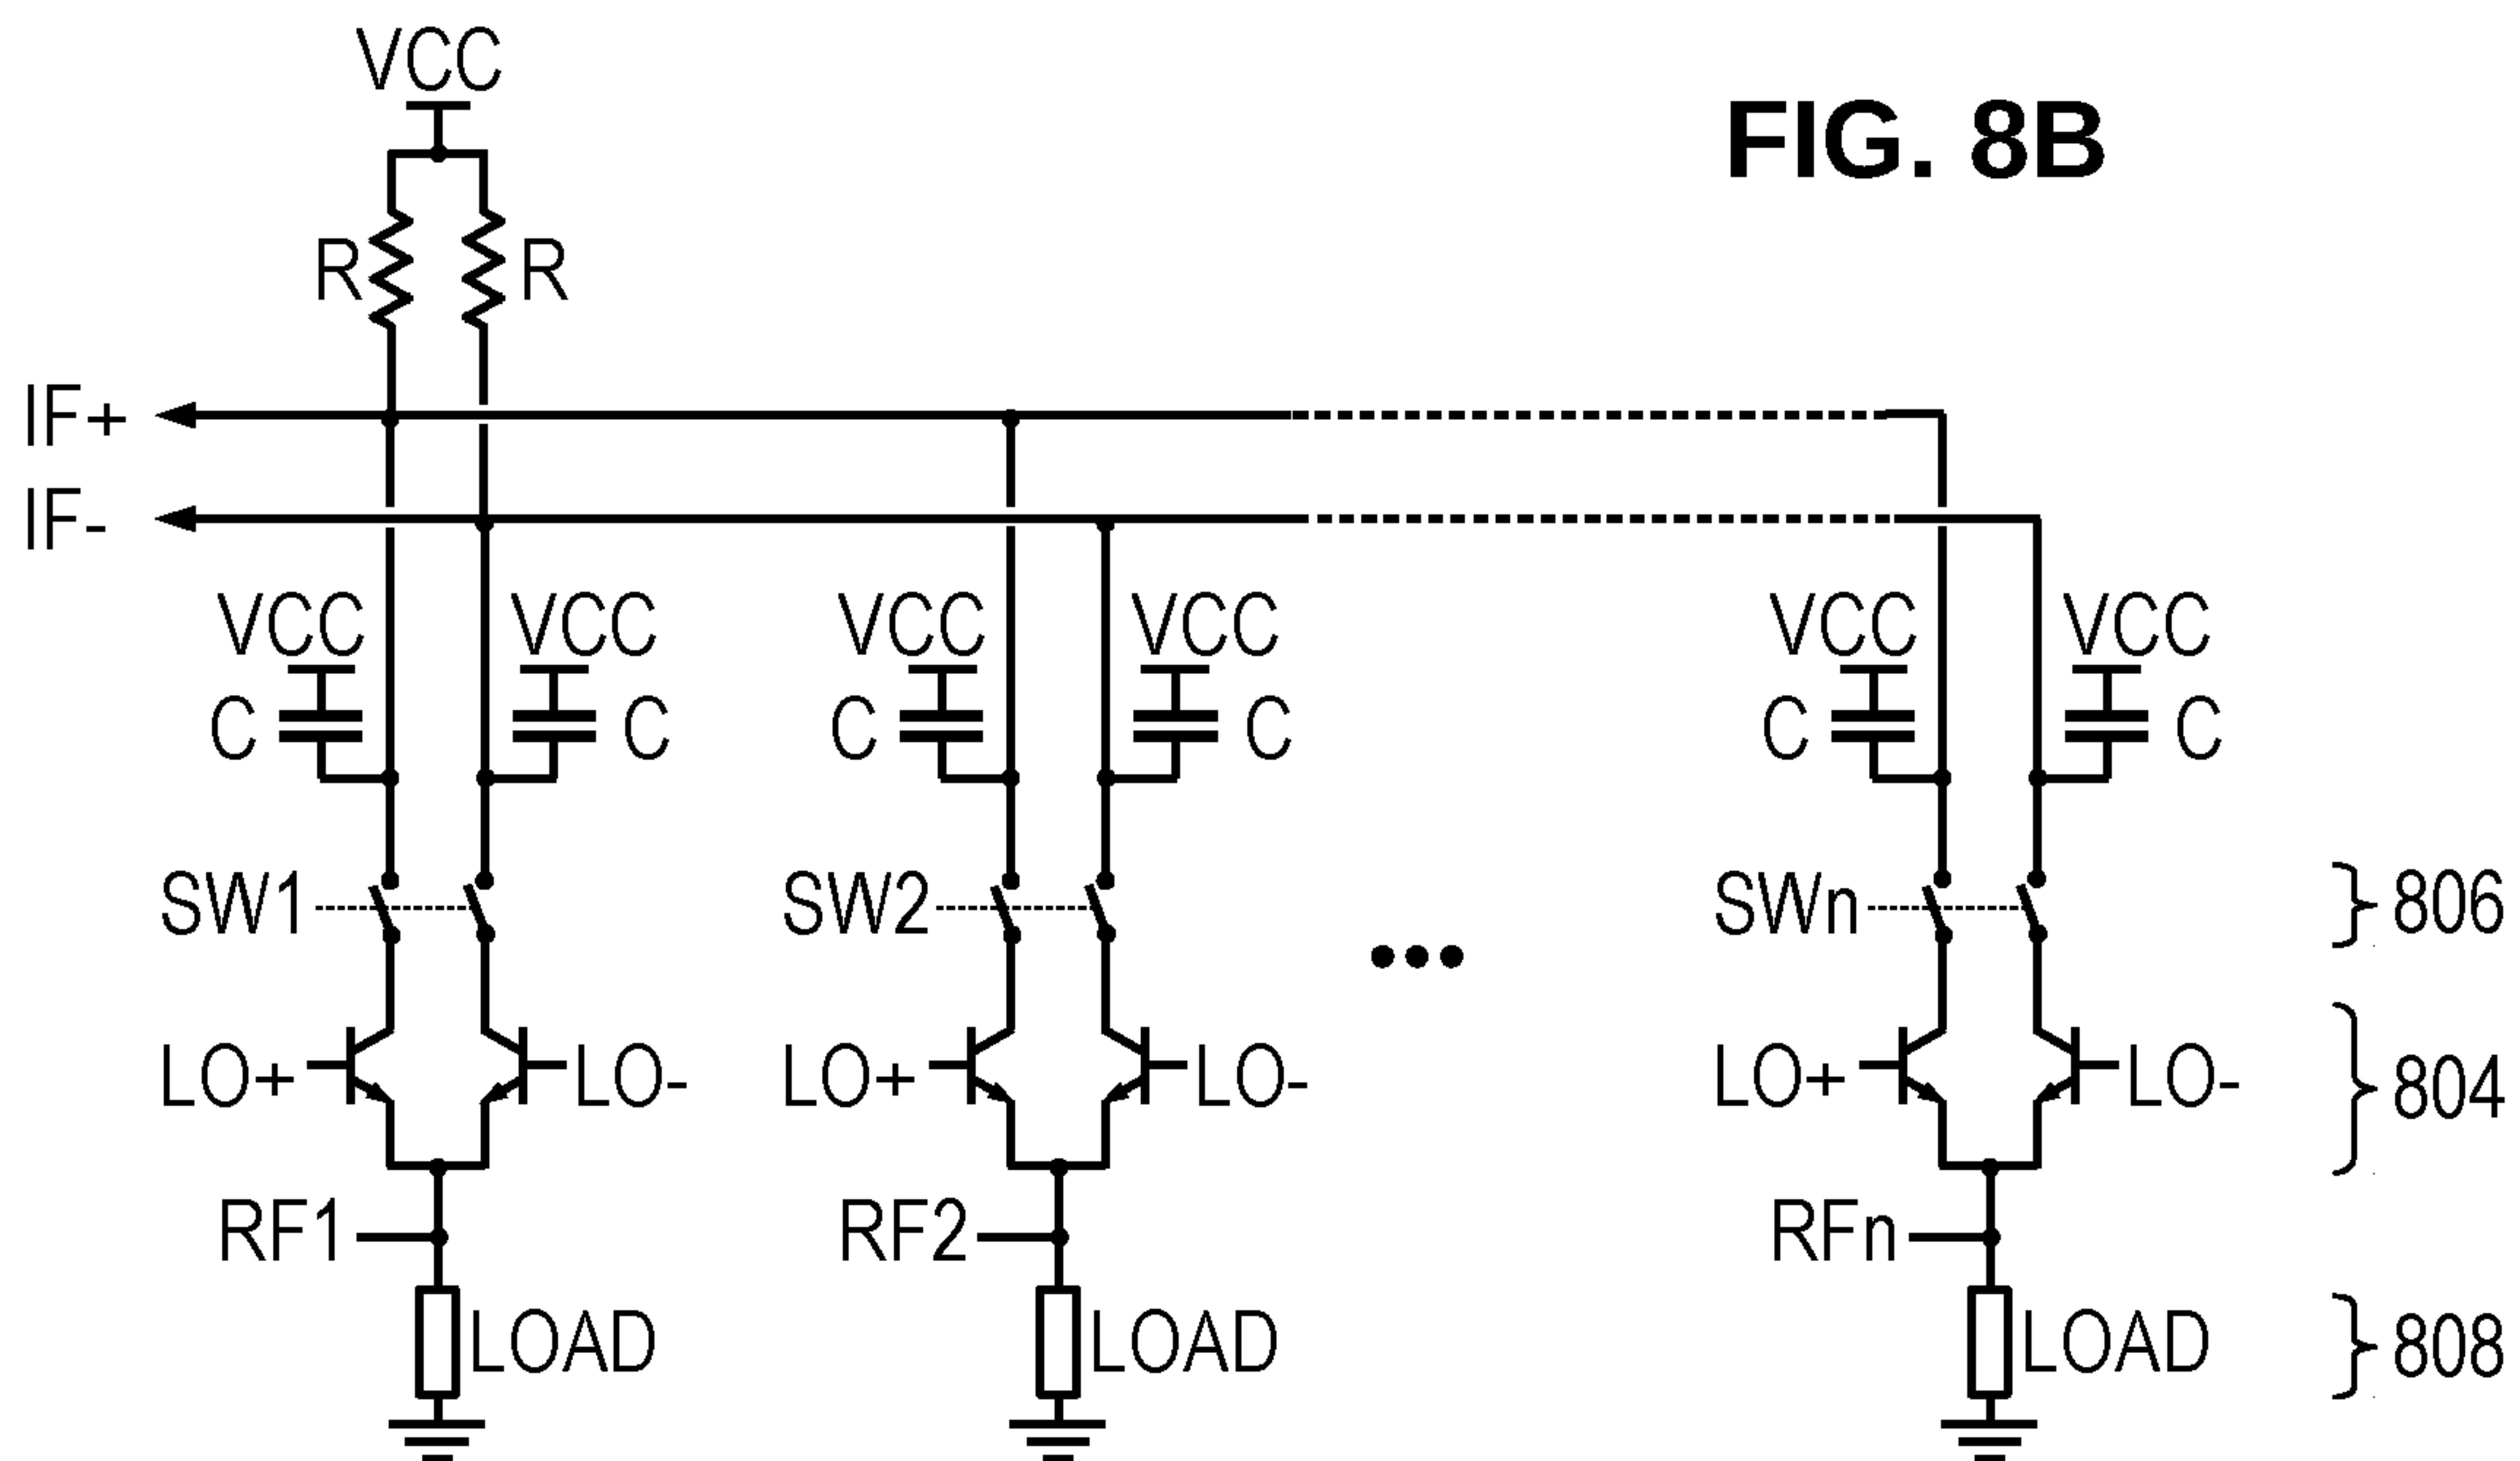 VCC
FIG. 8B
R R
IF+
IF-
VCC VCC VCC VCC VCC VCC
C C C C C C
SW1 SW2 SWn 806
LO+ LO- LO+ LO- LO+ LO- 804
RF1 RF2 RFn
LOAD LOAD LOAD 808